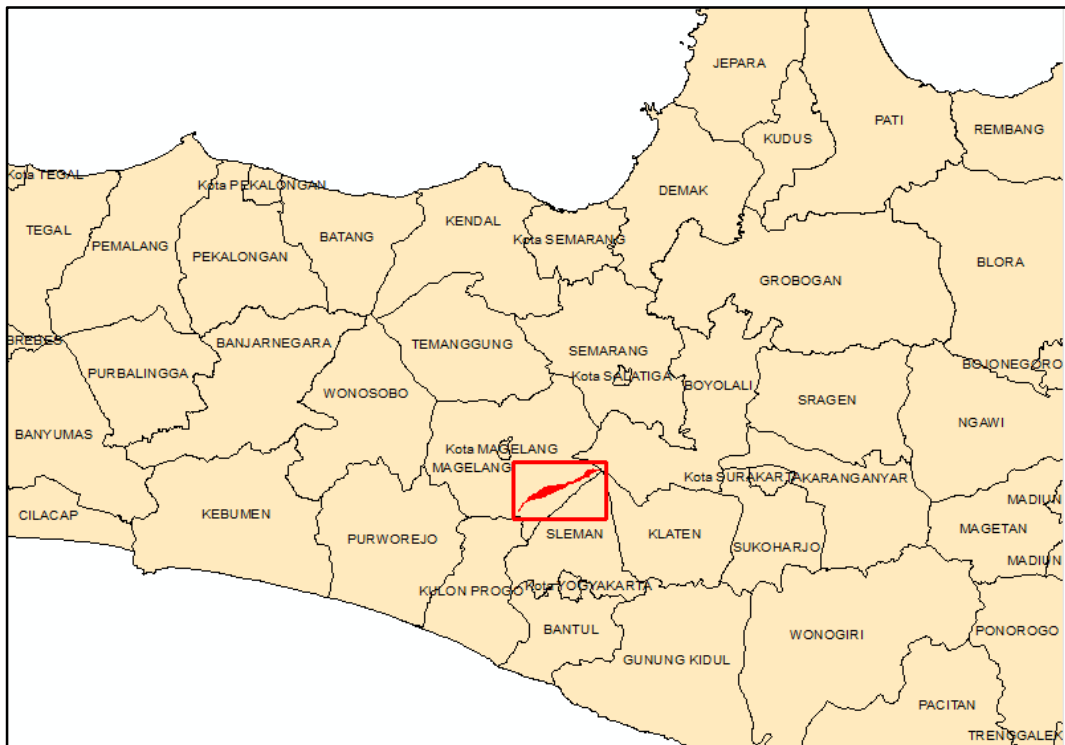 JEPARA
PATI
REMBANG
KUDUS
Kota TEGAL
Kota PEKALONGAN
DEMAK
TEGAL
PEMALANG
PEKALONGAN
BATANG
KENDAL
Kota SEMARANG
BLORA
GROBOGAN
BREBES
BANJARNEGARA
TEMANGGUNG
SEMARANG
BOJONEGORO
PURBALINGGA
Kota SALATIGA
BOYOLALI
WONOSOBO
SRAGEN
NGAWI
BANYUMAS
Kota MAGELANG
MAGELANG
Kota SURAKARTA
KARANGANYAR
MADIUN
CILACAP
KEBUMEN
PURWOREJO
SLEMAN
KLATEN
SUKOHARJO
MAGETAN
MADIUN
KULON PROGO
Kota YOGYAKARTA
BANTUL
GUNUNG KIDUL
WONOGIRI
PONOROGO
PACITAN
TRENGGALEK